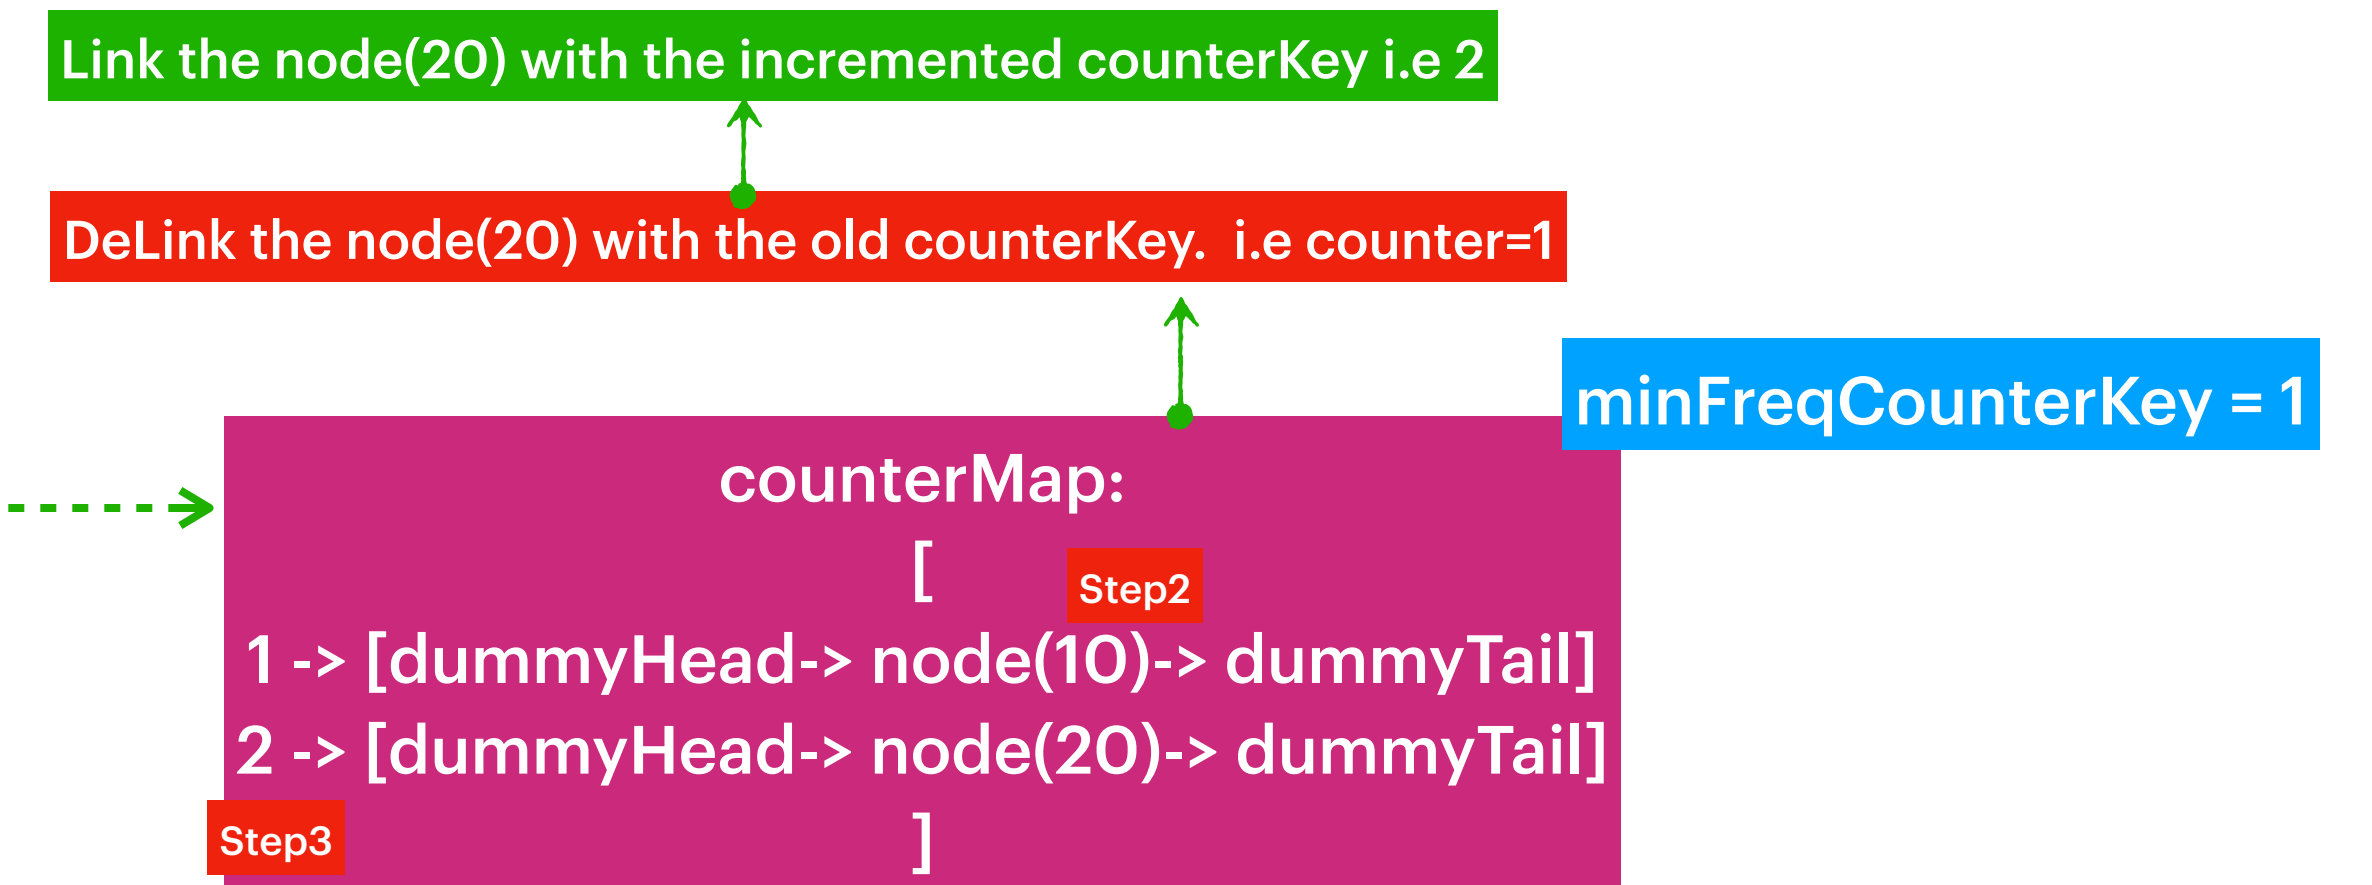 Link the node(20) with the incremented counterKey i.e 2
DeLink the node(20) with the old counterKey.  i.e counter=1
minFreqCounterKey = 1
counterMap:
[
Step2
1 -> [dummyHead-> node(10)-> dummyTail]
2 -> [dummyHead-> node(20)-> dummyTail]
Step3
]